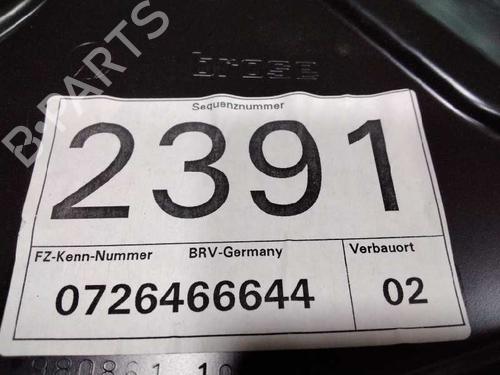 B-PARTS
brose
Sequenznummer
2391
FZ-Kenn-Nummer BRV-Germany Verbauort
0726466644 02